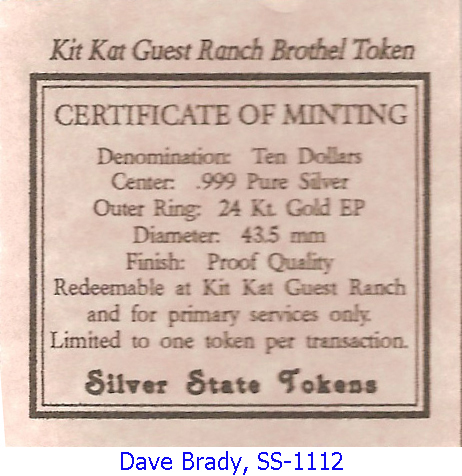 Kit Kat Guest Ranch Brothel Token
CERTIFICATE OF MINTING
Denomination: Ten Dollars
Center: .999 Pure Silver
Outer Ring: 24 Kt. Gold EP
Diameter: 43.5 mm
Finish: Proof Quality
Redeemable at Kit Kat Guest Ranch
and for primary services only.
Limited to one token per transaction.
Silver State Tokens
Dave Brady, SS-1112